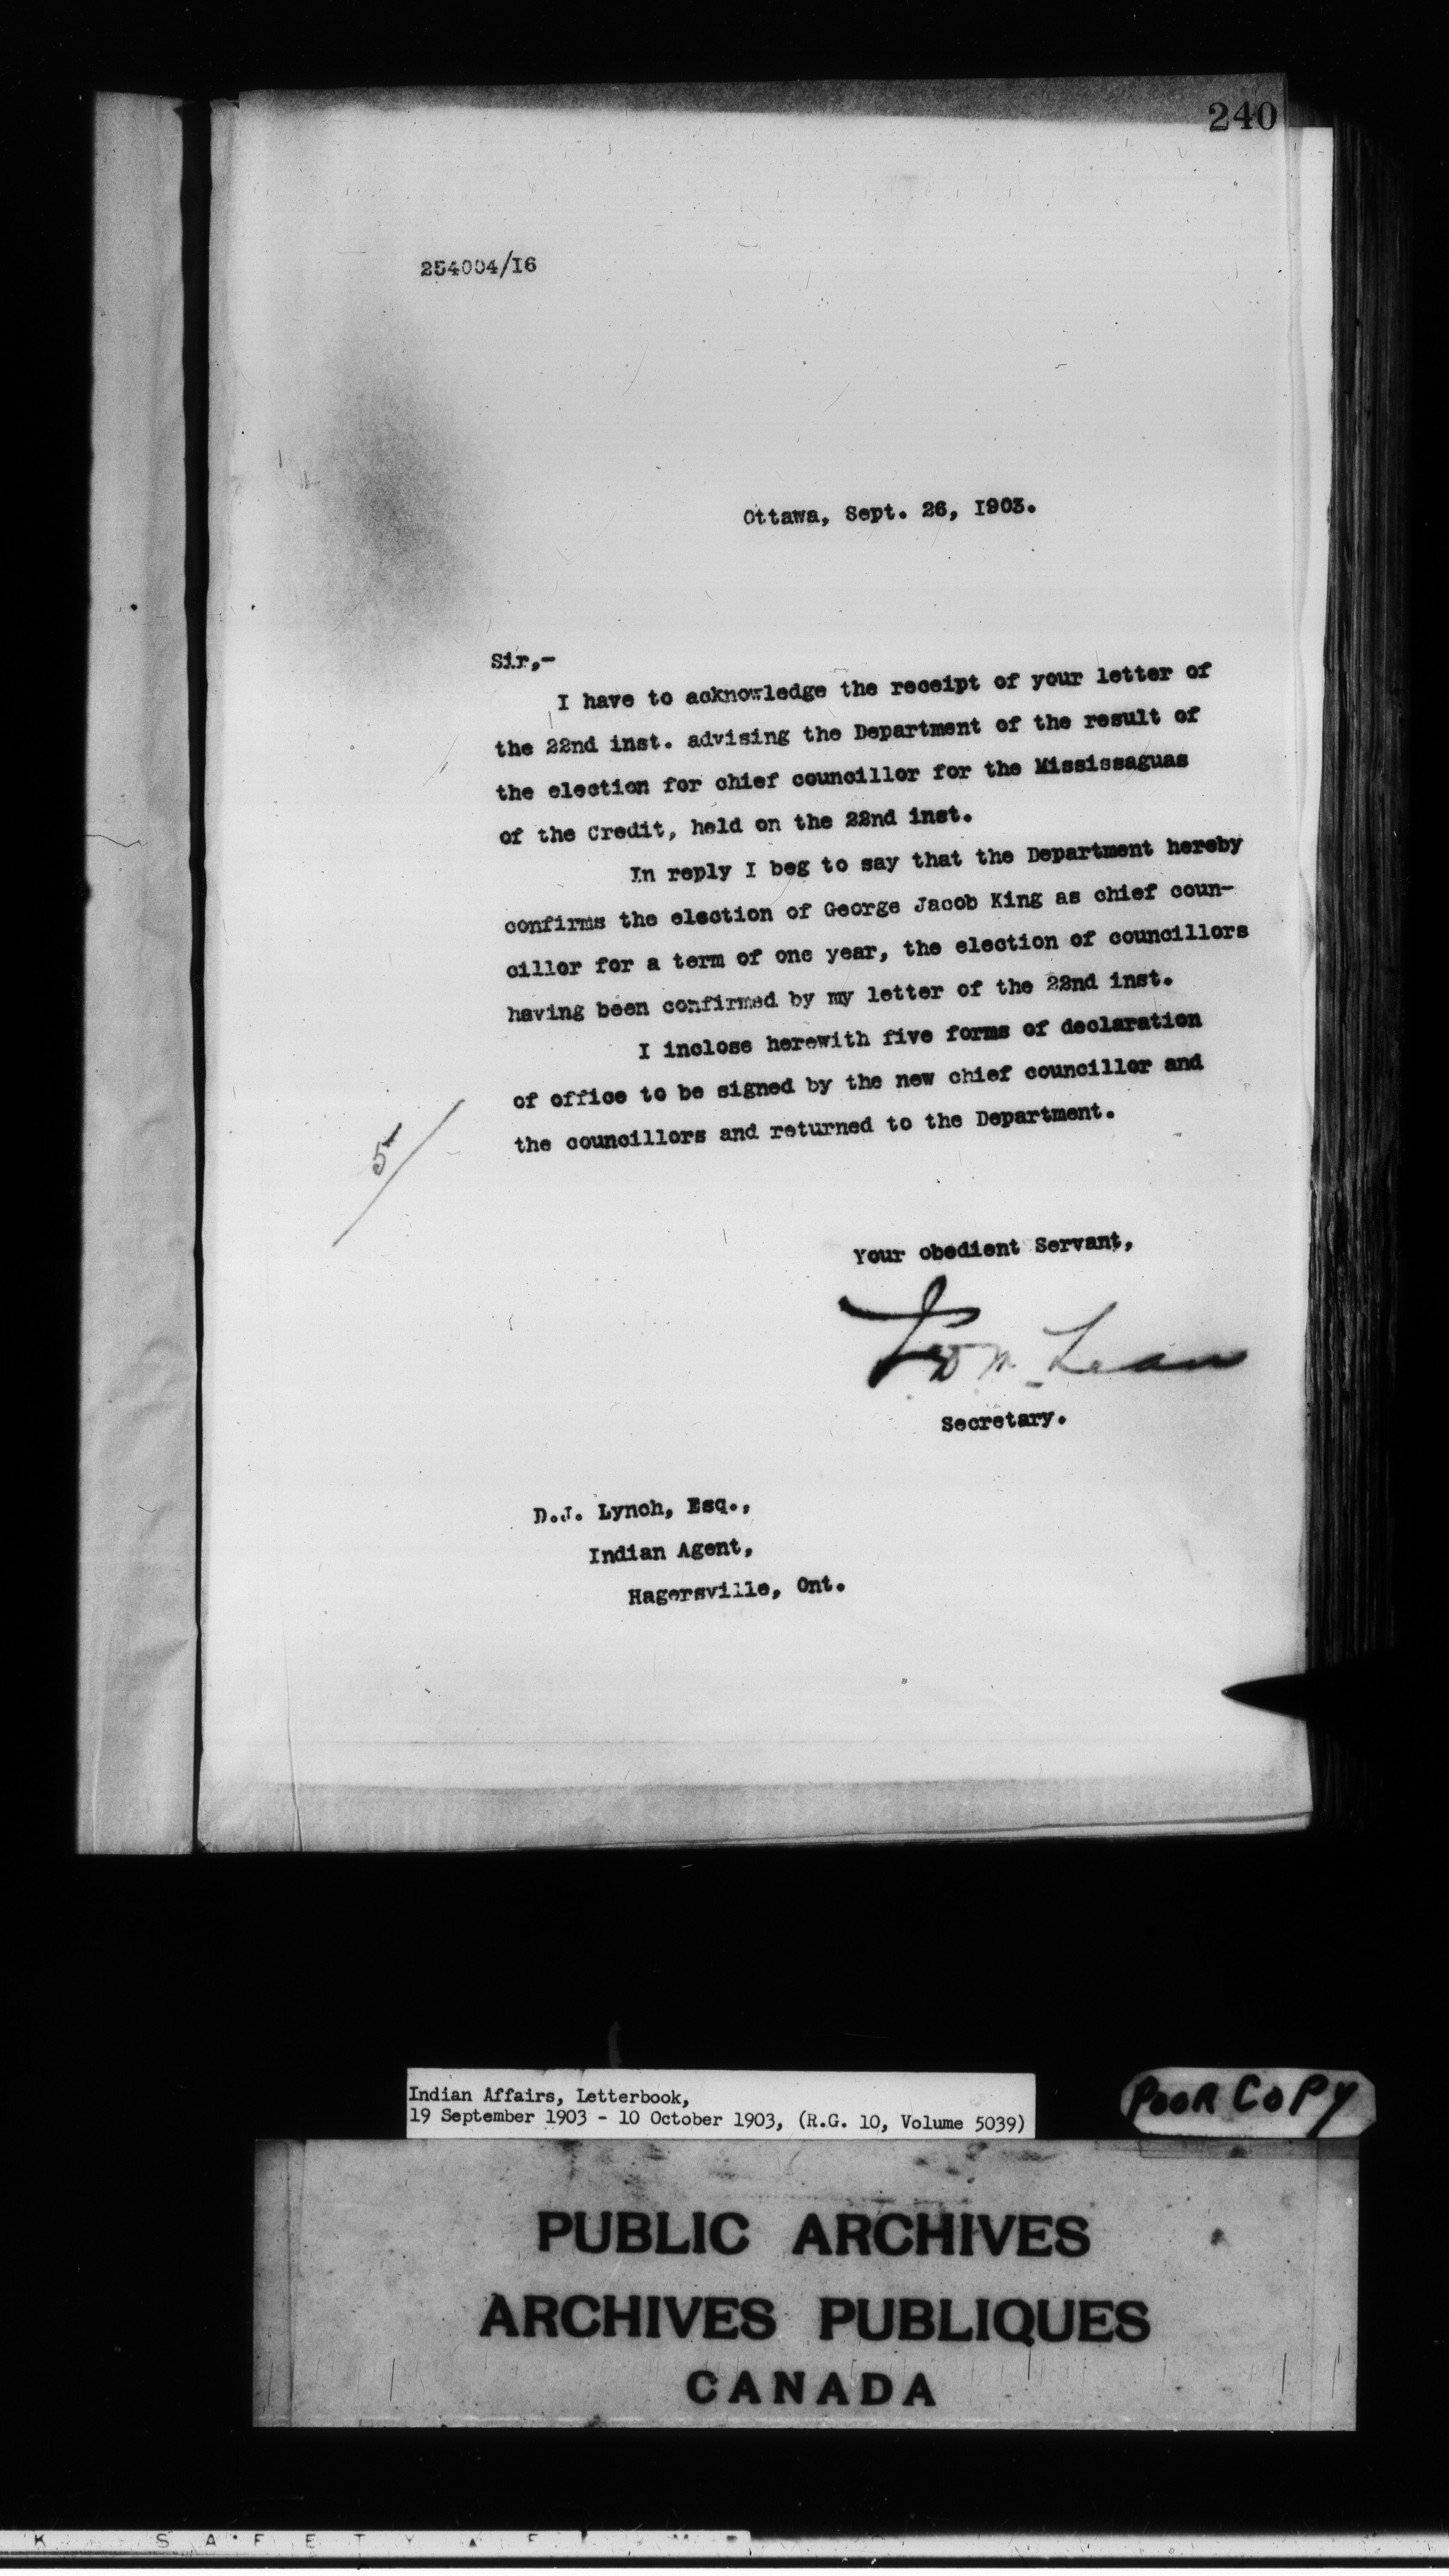 240
254004/I6
Ottawa, Sept. 26, I903.
Sir,-
I have to acknowledge the receipt of your letter of
the 22nd inst. advising the Department of the result of
the election for chief councillor for the Mississaguas
of the Credit, held on the 22nd inst.
In reply I beg to say that the Department hereby
confirms the election of George Jacob King as chief coun-
cillor for a term of one year, the election of councillors
having been confirmed by my letter of the 22nd inst.
I inclose herewith five forms of declaration
of office to be signed by the new chief councillor and
the councillors and returned to the Department.
5
Your obedient Servant,
Lean
Secretary.
D.J. Lynch, Esq.,
Indian Agent,
Hagersville, Ont.
Indian Affairs, Letterbook,
19 September 1903 - 10 October 1903, (R.G. 10, Volume 5039)
POOR COPY
PUBLIC ARCHIVES
ARCHIVES PUBLIQUES
CANADA
K SAFETY